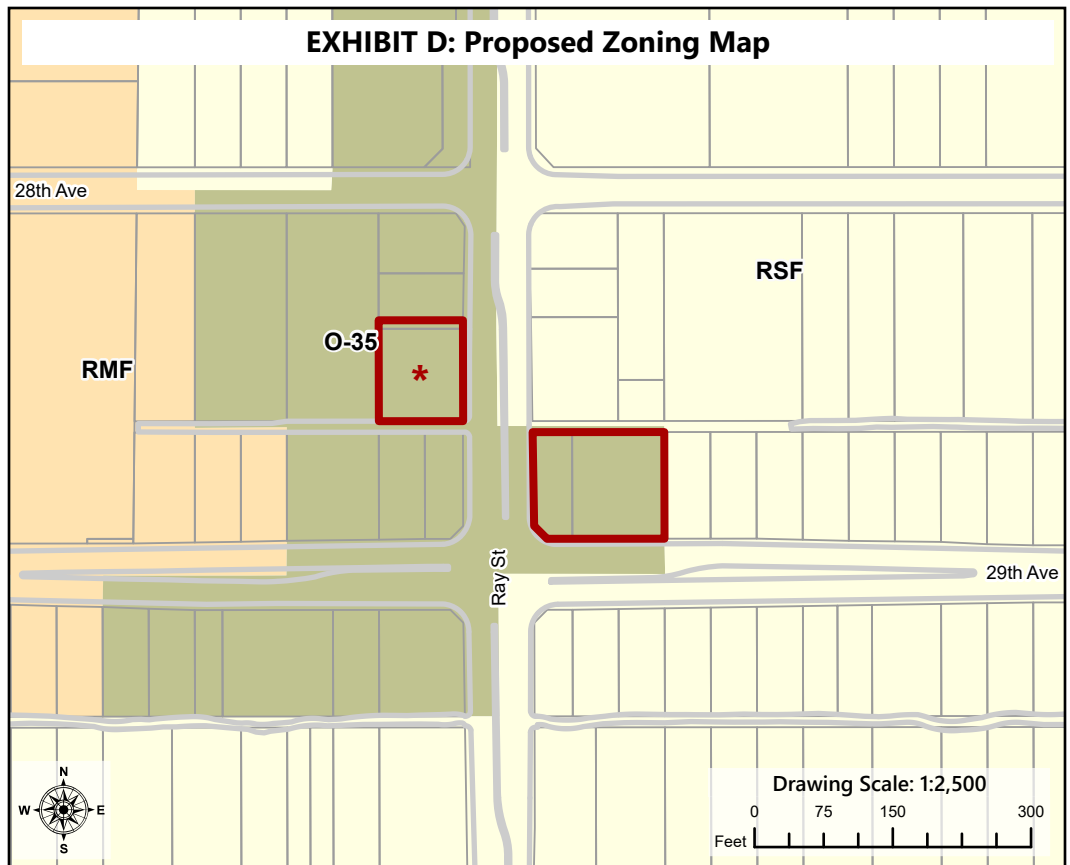 EXHIBIT D: Proposed Zoning Map
28th Ave
RSF
O-35
RMF
*
Ray St
29th Ave
N
W E
S
Drawing Scale: 1:2,500
0 75 150 300
Feet